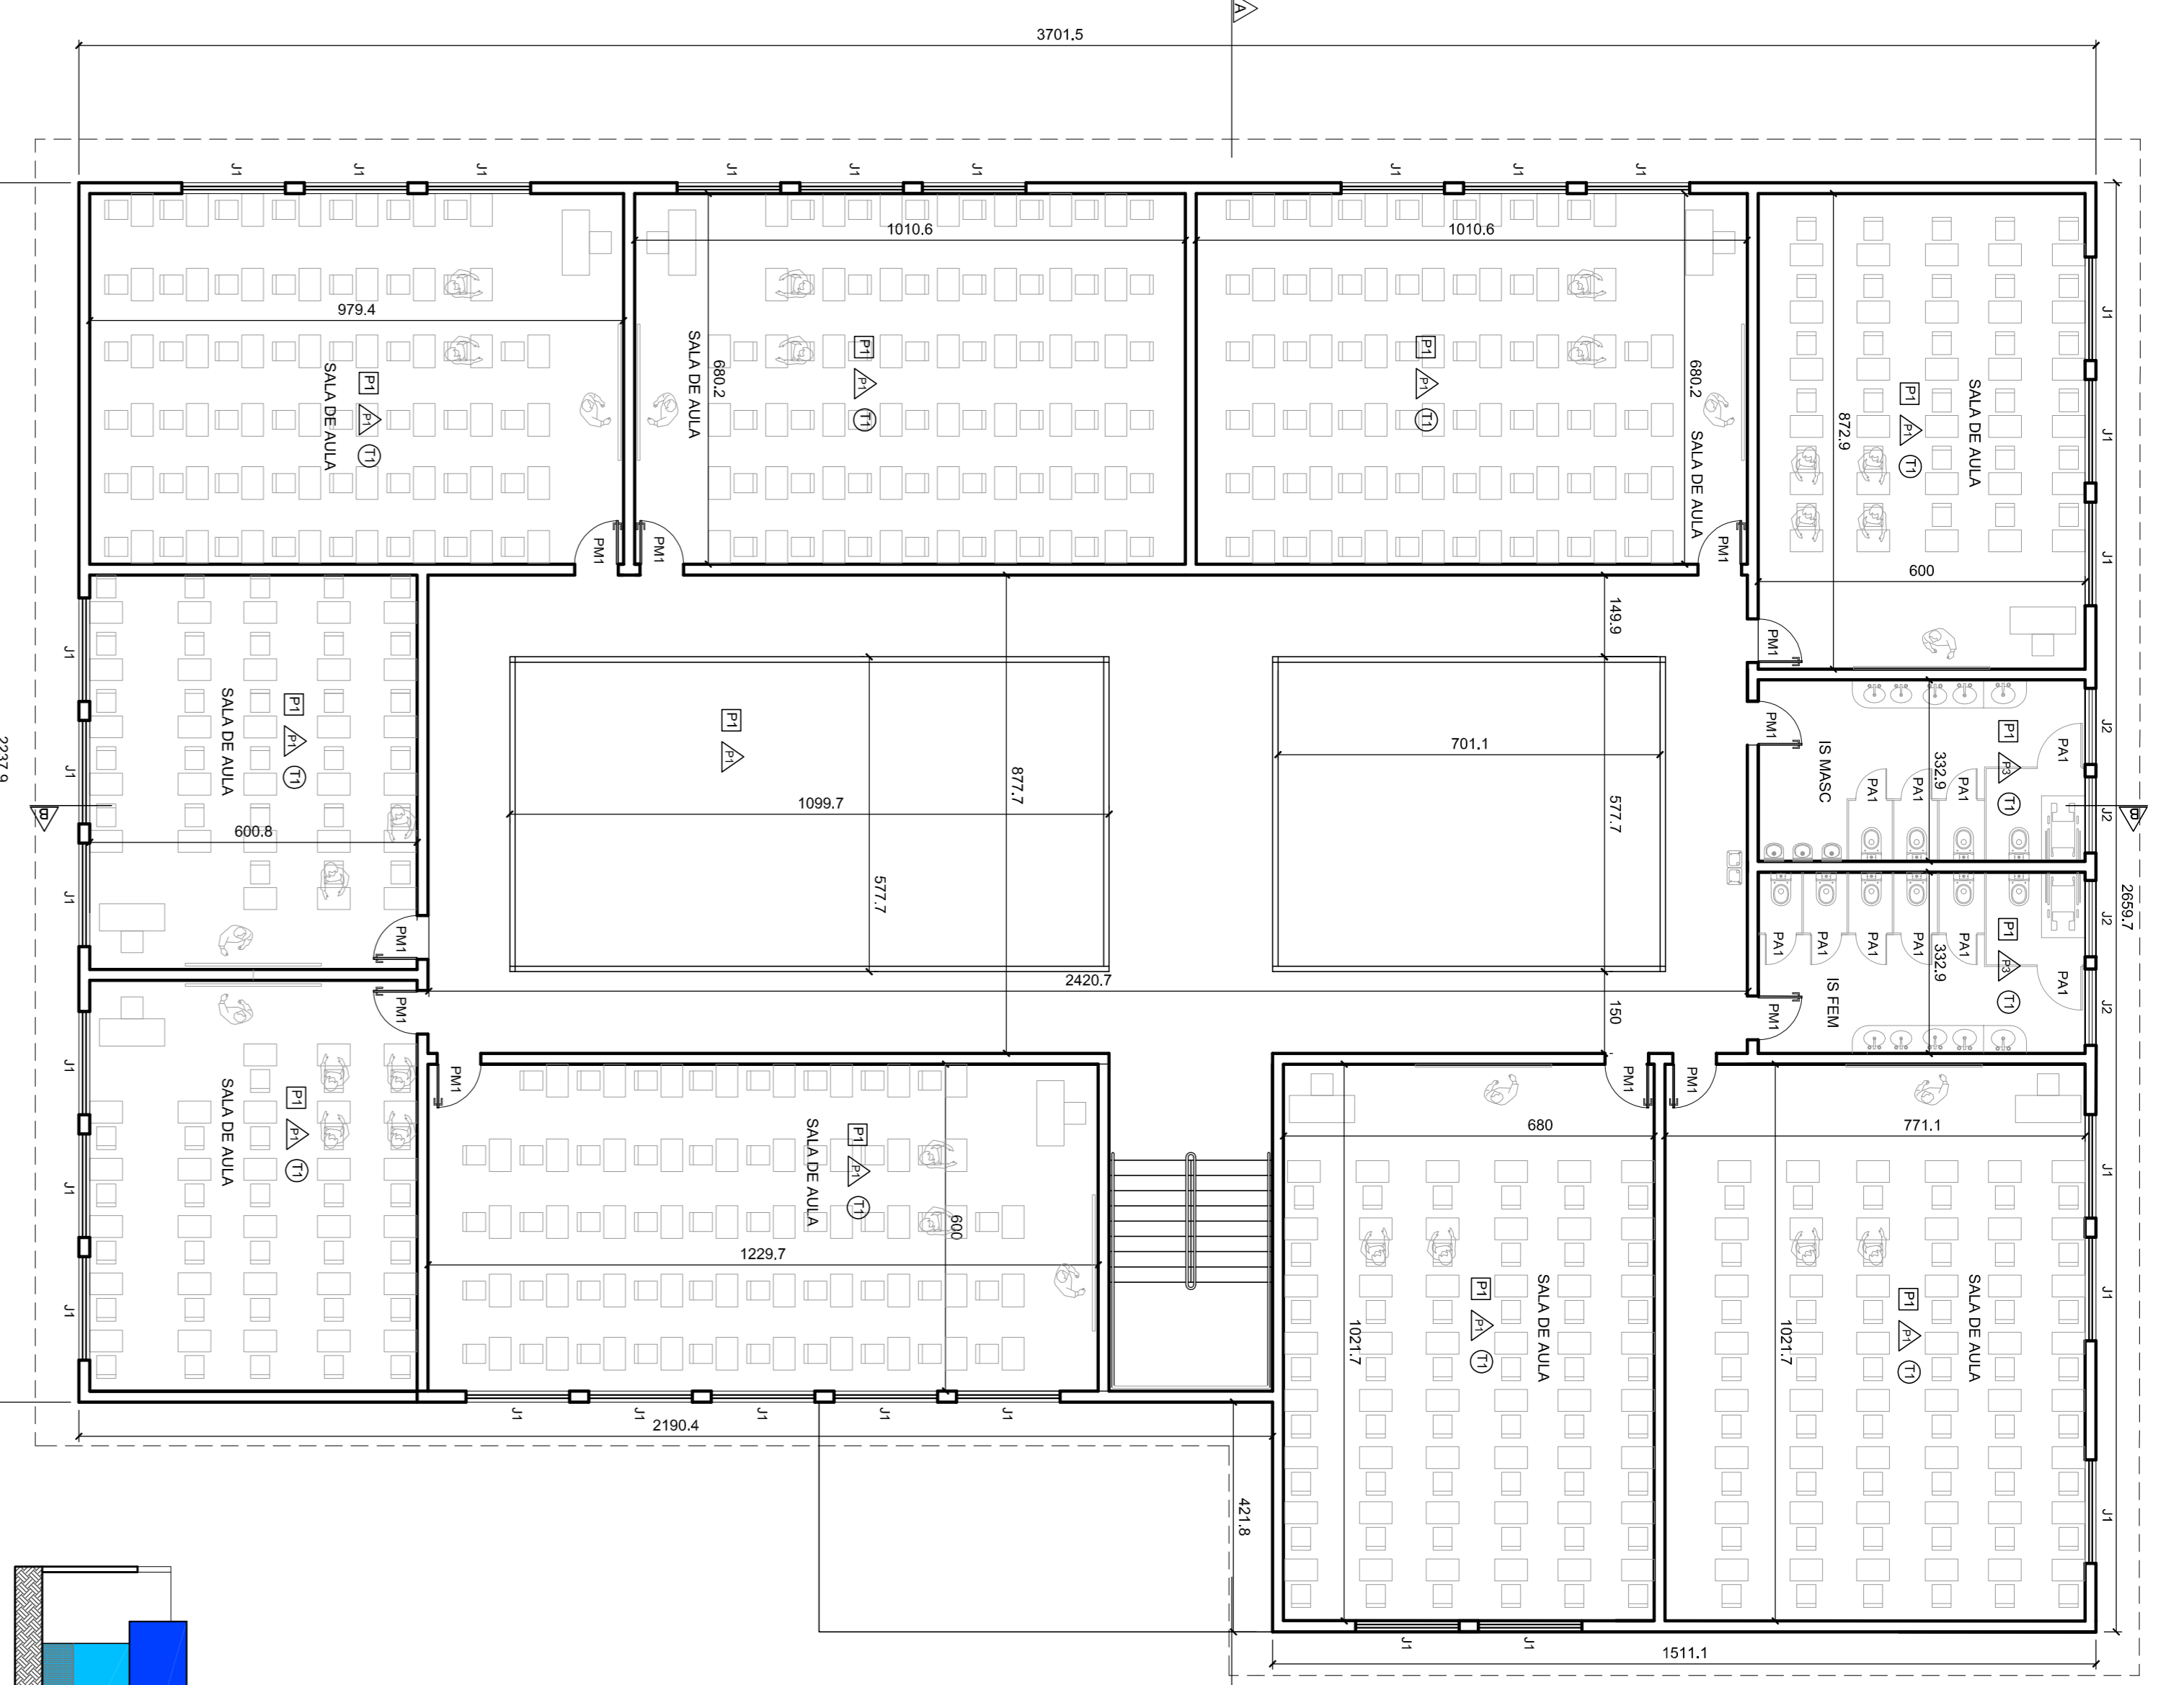 A
3701.5
J1
J1
J1
J1
J1
J1
J1
J1
J1
1010.6
1010.6
979.4
SALA DE AULA
P1
P1
T1
SALA DE AULA
680.2
P1
P1
T1
P1
P1
T1
680.2
SALA DE AULA
872.9
P1
P1
T1
SALA DE AULA
J1
J1
J1
600
PM1
PM1
PM1
PM1
149.9
J1
J1
J1
SALA DE AULA
P1
P1
T1
600.8
PM1
P1
P1
1099.7
577.7
877.7
701.1
577.7
2420.7
150
PM1
IS MASC
332.9
P1
P3
T1
PA1
PA1
PA1
PA1
J2
J2
B
B
2237.9
2659.7
PA1
PA1
PA1
PA1
PA1
PA1
IS FEM
332.9
P1
P3
T1
PM1
J2
J2
PM1
PM1
PM1
PM1
J1
J1
J1
SALA DE AULA
P1
P1
T1
SALA DE AULA
P1
P1
T1
600
1229.7
680
771.1
1021.7
P1
P1
T1
SALA DE AULA
1021.7
P1
P1
T1
SALA DE AULA
J1
J1
J1
J1
J1
J1
J1
J1
2190.4
421.8
J1
J1
1511.1